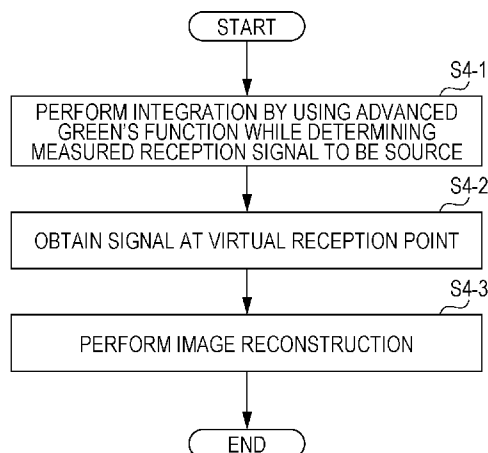 START
S4-1
PERFORM INTEGRATION BY USING ADVANCED
GREEN'S FUNCTION WHILE DETERMINING
MEASURED RECEPTION SIGNAL TO BE SOURCE
S4-2
OBTAIN SIGNAL AT VIRTUAL RECEPTION POINT
S4-3
PERFORM IMAGE RECONSTRUCTION
END